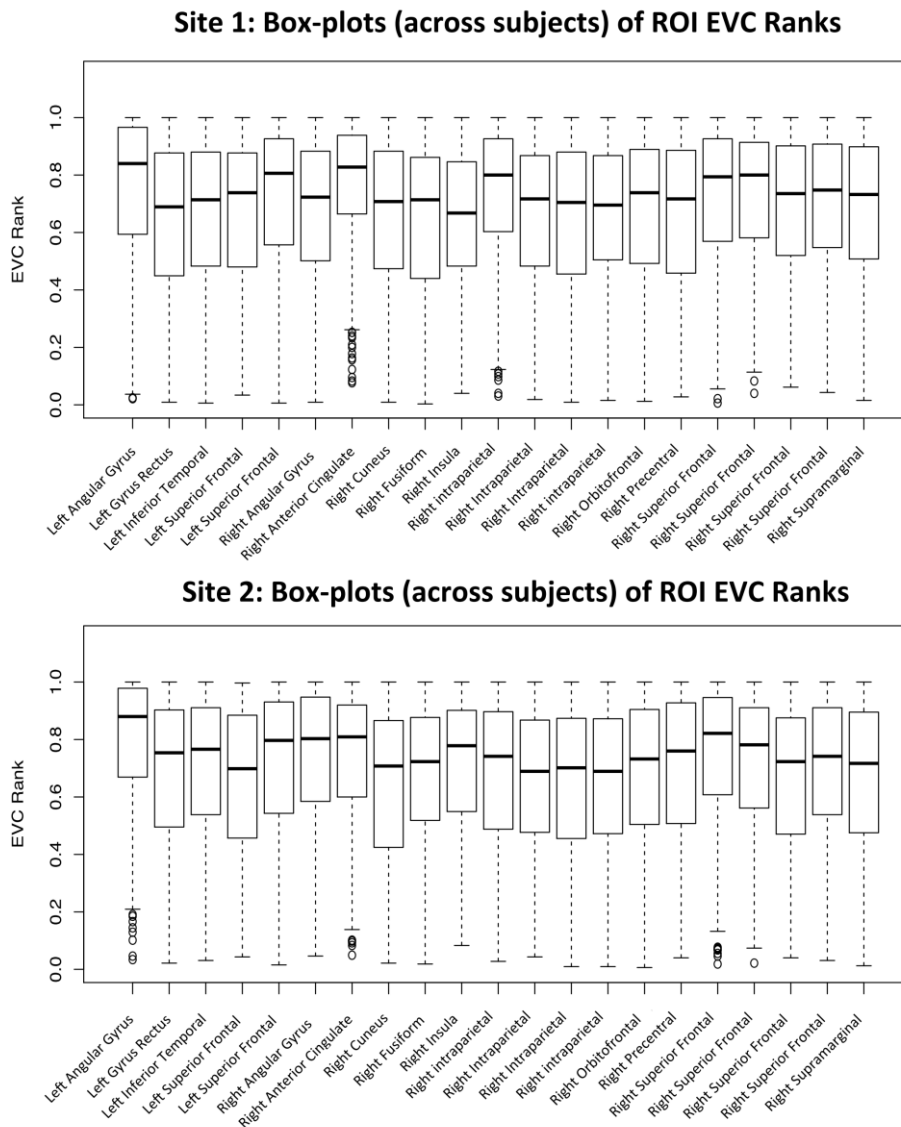 Site 1: Box-plots (across subjects) of ROI EVC Ranks
EVC Rank
1.0
0.8
0.6
0.4
0.2
0.0
Left Angular Gyrus
Left Gyrus Rectus
Left Inferior Temporal
Left Superior Frontal
Left Superior Frontal
Right Angular Gyrus
Right Anterior Cingulate
Right Cuneus
Right Fusiform
Right Insula
Right intraparietal
Right Intraparietal
Right Intraparietal
Right intraparietal
Right Orbitofrontal
Right Precentral
Right Superior Frontal
Right Superior Frontal
Right Superior Frontal
Right Superior Frontal
Right Supramarginal
Site 2: Box-plots (across subjects) of ROI EVC Ranks
EVC Rank
1.0
0.8
0.6
0.4
0.2
0.0
Left Angular Gyrus
Left Gyrus Rectus
Left Inferior Temporal
Left Superior Frontal
Left Superior Frontal
Right Angular Gyrus
Right Anterior Cingulate
Right Cuneus
Right Fusiform
Right Insula
Right intraparietal
Right Intraparietal
Right Intraparietal
Right intraparietal
Right Orbitofrontal
Right Precentral
Right Superior Frontal
Right Superior Frontal
Right Superior Frontal
Right Superior Frontal
Right Supramarginal